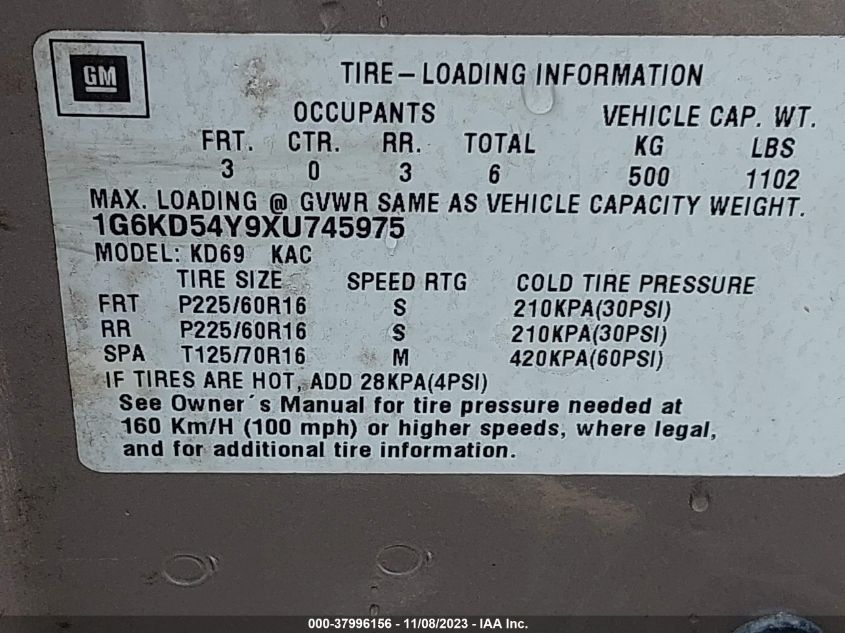 GM
TIRE-LOADING INFORMATION
OCCUPANTS VEHICLE CAP. WT.
FRT. CTR. RR. TOTAL KG LBS
3 0 3 6 500 1102
MAX. LOADING @ GVWR SAME AS VEHICLE CAPACITY WEIGHT.
1G6KD54Y9XU745975
MODEL: KD69 KAC
TIRE SIZE SPEED RTG COLD TIRE PRESSURE
FRT P225/60R16 S 210KPA(30PSI)
RR P225/60R16 S 210KPA(30PSI)
SPA T125/70R16 M 420KPA(60PSI)
IF TIRES ARE HOT, ADD 28KPA(4PSI)
See Owner´s Manual for tire pressure needed at
160 Km/H (100 mph) or higher speeds, where legal,
and for additional tire information.
000-37996156 - 11/08/2023 - IAA Inc.